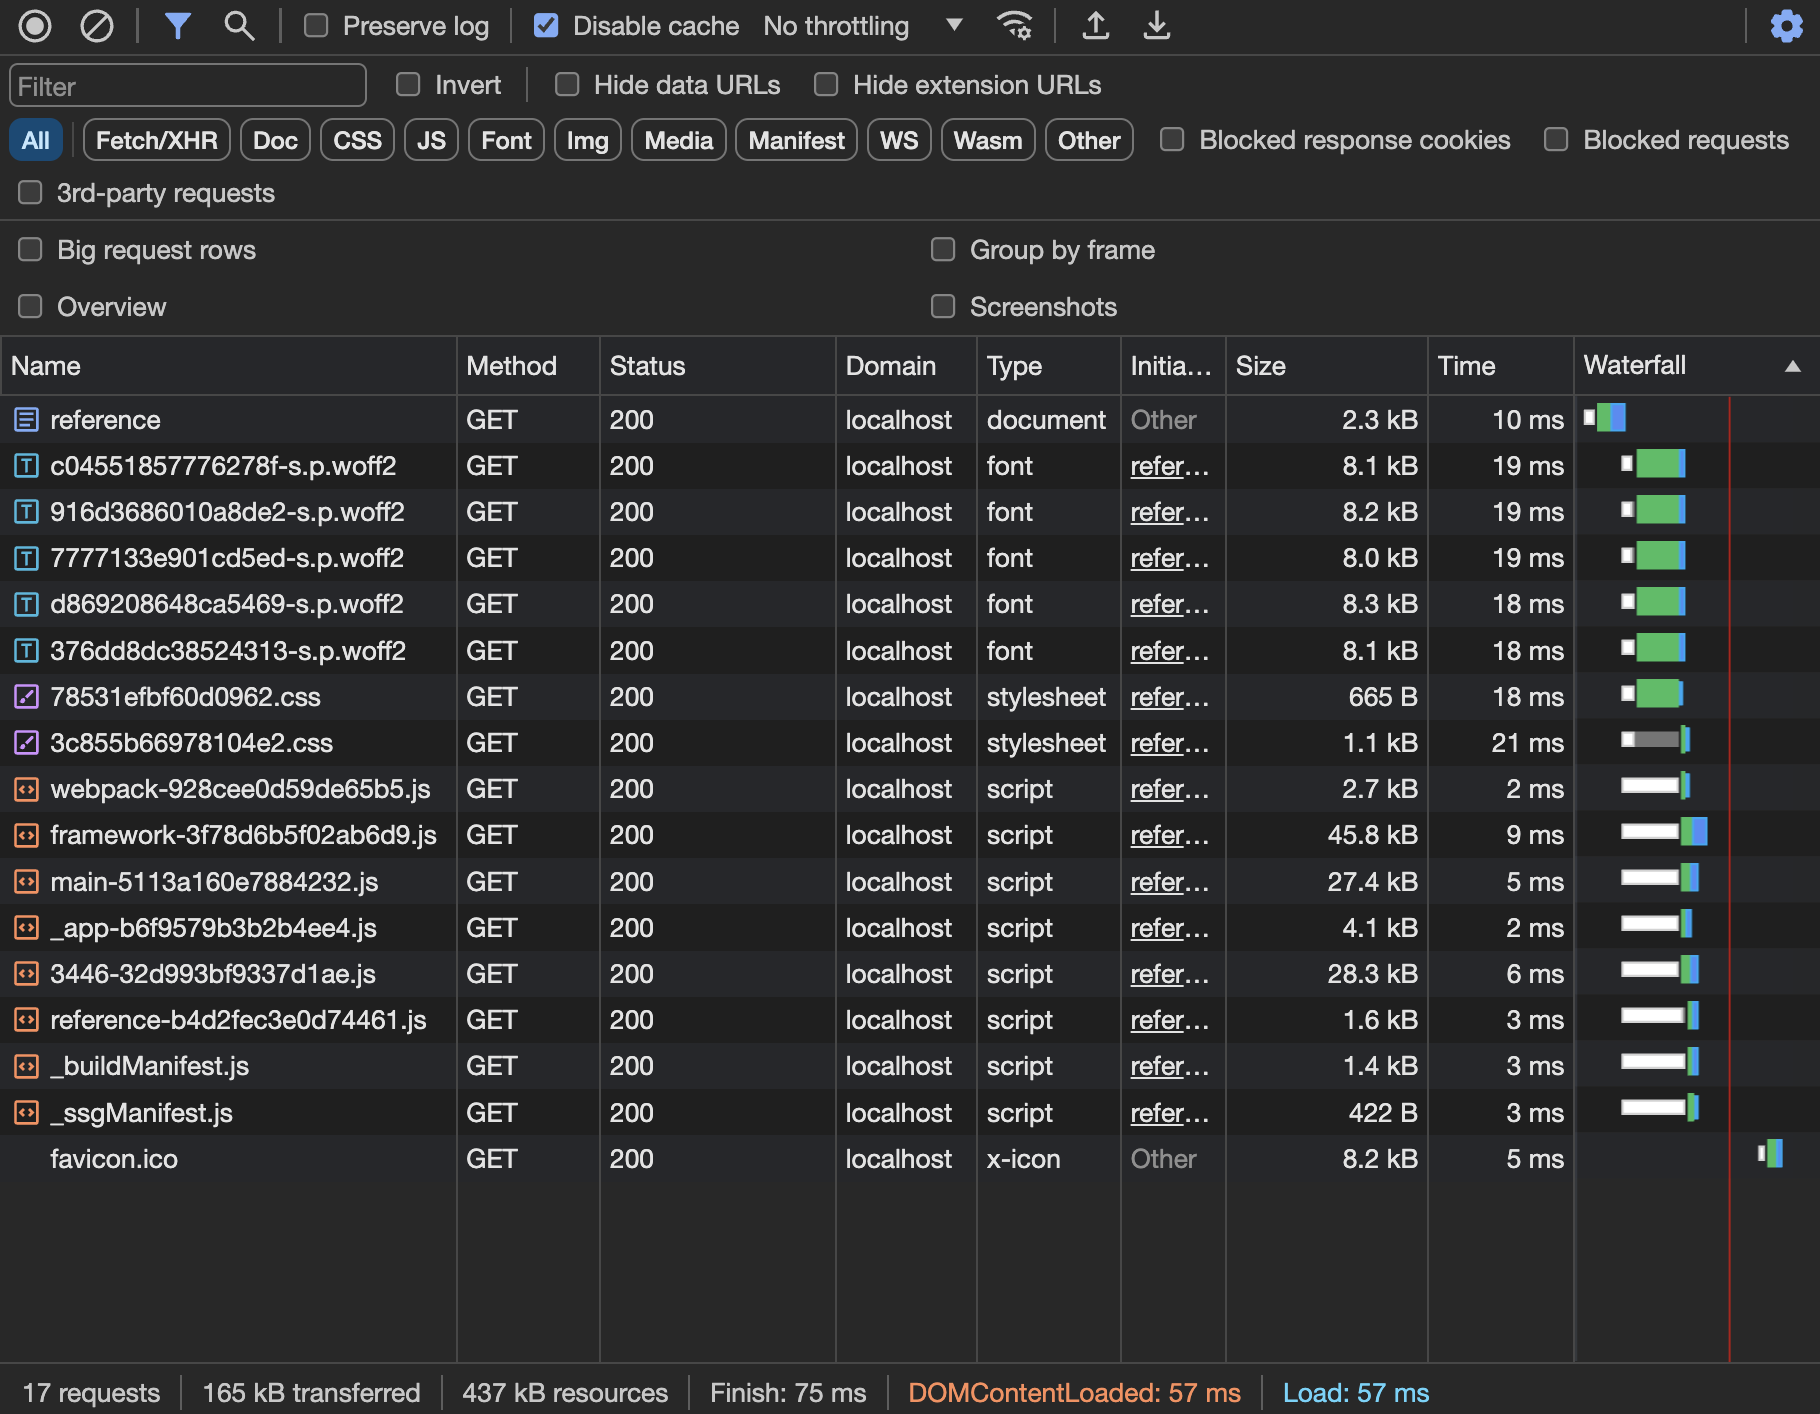 Preserve log Disable cache No throttling
Filter Invert Hide data URLs Hide extension URLs
All Fetch/XHR Doc CSS JS Font Img Media Manifest WS Wasm Other Blocked response cookies Blocked requests
3rd-party requests
Big request rows Group by frame
Overview Screenshots
Name Method Status Domain Type Initia... Size Time Waterfall
reference GET 200 localhost document Other 2.3 kB 10 ms
c04551857776278f-s.p.woff2 GET 200 localhost font refer... 8.1 kB 19 ms
916d3686010a8de2-s.p.woff2 GET 200 localhost font refer... 8.2 kB 19 ms
7777133e901cd5ed-s.p.woff2 GET 200 localhost font refer... 8.0 kB 19 ms
d869208648ca5469-s.p.woff2 GET 200 localhost font refer... 8.3 kB 18 ms
376dd8dc38524313-s.p.woff2 GET 200 localhost font refer... 8.1 kB 18 ms
78531efbf60d0962.css GET 200 localhost stylesheet refer... 665 B 18 ms
3c855b66978104e2.css GET 200 localhost stylesheet refer... 1.1 kB 21 ms
webpack-928cee0d59de65b5.js GET 200 localhost script refer... 2.7 kB 2 ms
framework-3f78d6b5f02ab6d9.js GET 200 localhost script refer... 45.8 kB 9 ms
main-5113a160e7884232.js GET 200 localhost script refer... 27.4 kB 5 ms
_app-b6f9579b3b2b4ee4.js GET 200 localhost script refer... 4.1 kB 2 ms
3446-32d993bf9337d1ae.js GET 200 localhost script refer... 28.3 kB 6 ms
reference-b4d2fec3e0d74461.js GET 200 localhost script refer... 1.6 kB 3 ms
_buildManifest.js GET 200 localhost script refer... 1.4 kB 3 ms
_ssgManifest.js GET 200 localhost script refer... 422 B 3 ms
favicon.ico GET 200 localhost x-icon Other 8.2 kB 5 ms
17 requests 165 kB transferred 437 kB resources Finish: 75 ms DOMContentLoaded: 57 ms Load: 57 ms